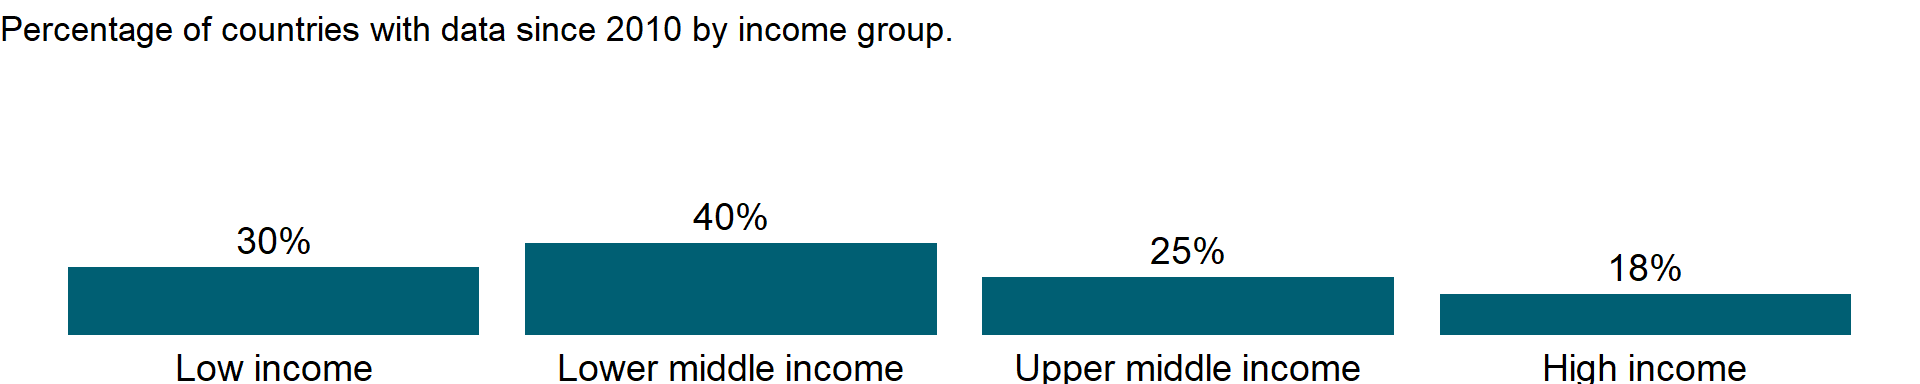 Percentage of countries with data since 2010 by income group.
30%
40%
25%
18%
Low income
Lower middle income
Upper middle income
High income